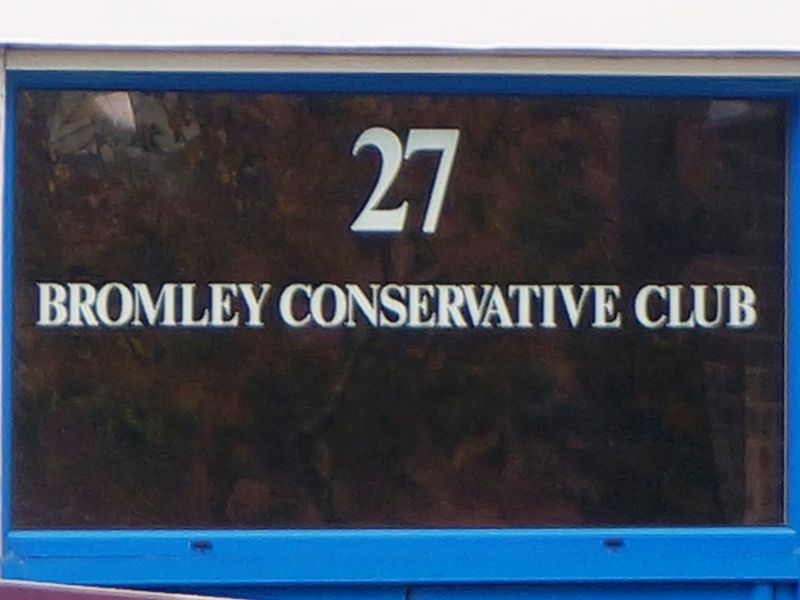 27
BROMLEY CONSERVATIVE CLUB